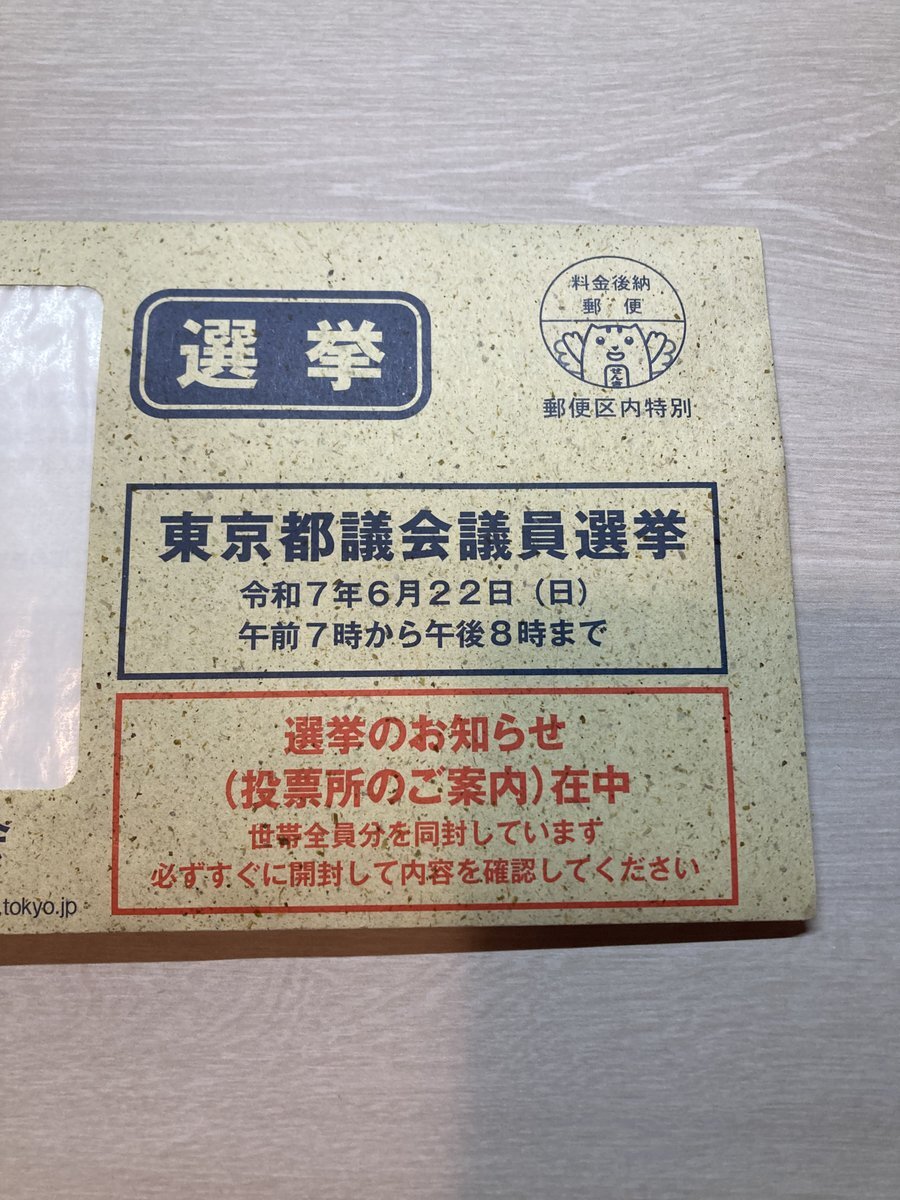 選挙
料金後納
郵便
せんきょ
郵便区内特別
東京都議会議員選挙
令和7年6月22日（日）
午前7時から午後8時まで
選挙のお知らせ
（投票所のご案内）在中
世帯全員分を同封しています
必ずすぐに開封して内容を確認してください
.tokyo.jp